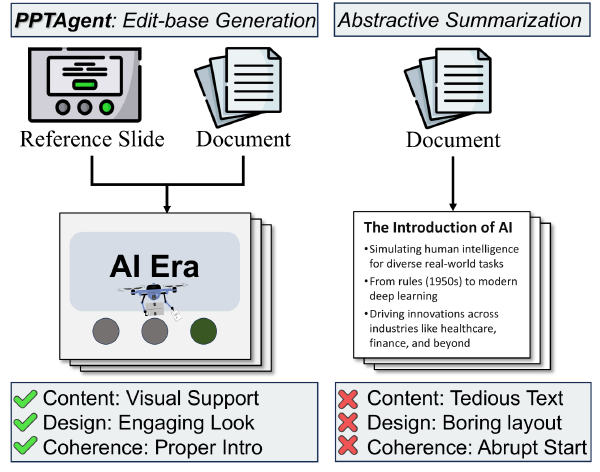 PPTAgent: Edit-base Generation
Reference Slide
Document
AI Era
Content: Visual Support
Design: Engaging Look
Coherence: Proper Intro
Abstractive Summarization
Document
The Introduction of AI
•Simulating human intelligence
for diverse real-world tasks
•From rules (1950s) to modern
deep learning
•Driving innovations across
industries like healthcare,
finance, and beyond
Content: Tedious Text
Design: Boring layout
Coherence: Abrupt Start